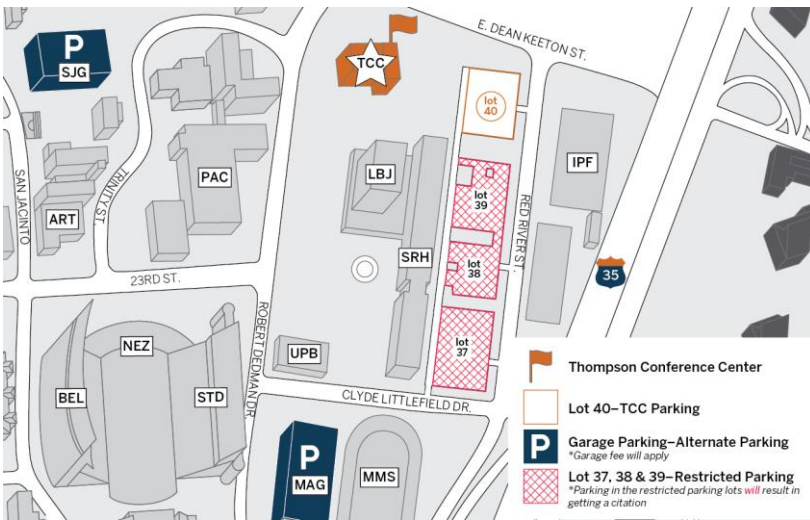 E. DEAN KEETON ST.
P
SJG
TCC
lot
40
IPF
LBJ
PAC
lot
39
SAN JACINTO
TRINITY ST.
ART
RED RIVER ST.
SRH
lot
38
35
23RD ST.
ROBERT DEDMAN DR.
NEZ
UPB
lot
37
BEL
STD
CLYDE LITTLEFIELD DR.
P
MAG
MMS
Thompson Conference Center
Lot 40–TCC Parking
P
Garage Parking–Alternate Parking
*Garage fee will apply
Lot 37, 38 & 39–Restricted Parking
*Parking in the restricted parking lots will result in
getting a citation